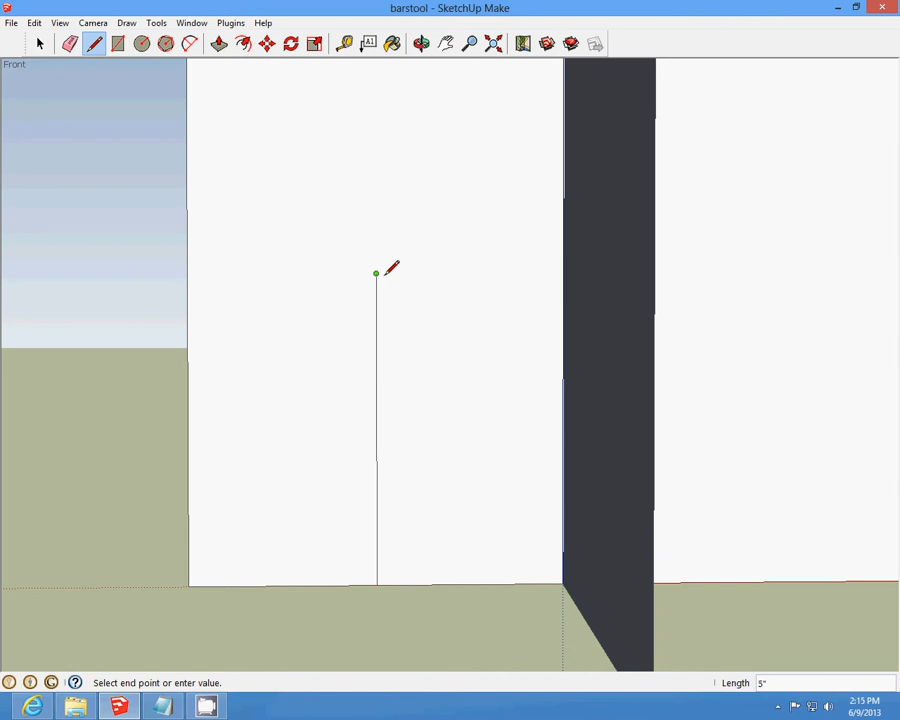 barstool - SketchUp Make
File Edit View Camera Draw Tools Window Plugins Help
A1
Front
Select end point or enter value.
Length 5"
2:15 PM
6/9/2013